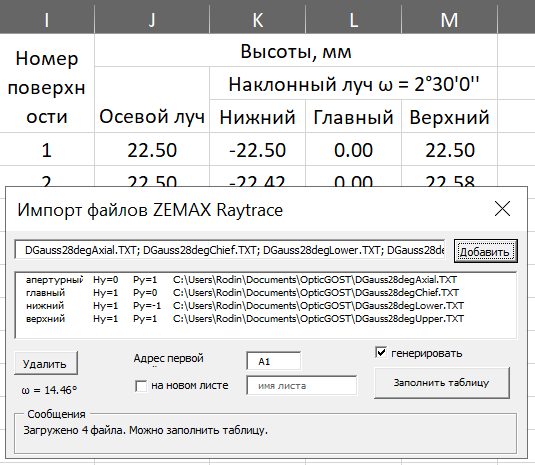 I J K L M
Номер поверхн ости
Высоты, мм
Осевой луч
Наклонный луч ω = 2°30'0''
Нижний Главный Верхний
1 22.50 -22.50 0.00 22.50
2 22.50 -22.42 0.00 22.58
Импорт файлов ZEMAX Raytrace
DGauss28degAxial.TXT; DGauss28degChief.TXT; DGauss28degLower.TXT; DGauss28de
Добавить
апертурный Hy=0 Py=1 C:\Users\Rodin\Documents\OpticGOST\DGauss28degAxial.TXT
главный Hy=1 Py=0 C:\Users\Rodin\Documents\OpticGOST\DGauss28degChief.TXT
нижний Hy=1 Py=-1 C:\Users\Rodin\Documents\OpticGOST\DGauss28degLower.TXT
верхний Hy=1 Py=1 C:\Users\Rodin\Documents\OpticGOST\DGauss28degUpper.TXT
Удалить
Адрес первой
A1
генерировать
ω = 14.46°
на новом листе
имя листа
Заполнить таблицу
Сообщения
Загружено 4 файла. Можно заполнить таблицу.